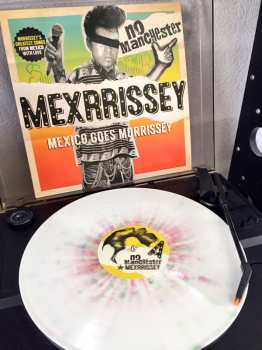 MORRISSEY'S
GREATEST SONGS
FROM MEXICO
WITH LOVE
no
Manchester
MEXRRISSEY
MEXICO GOES MORRISSEY
no
Manchester
MEXRRISSEY